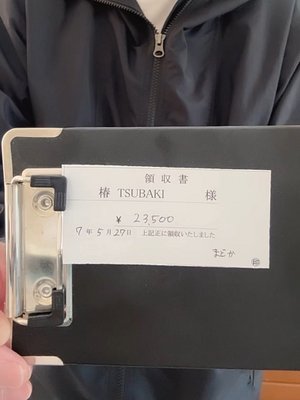 領収書
椿 TSUBAKI 様
¥ 23,500
7年5月27日 上記正に領収いたしました
まどか